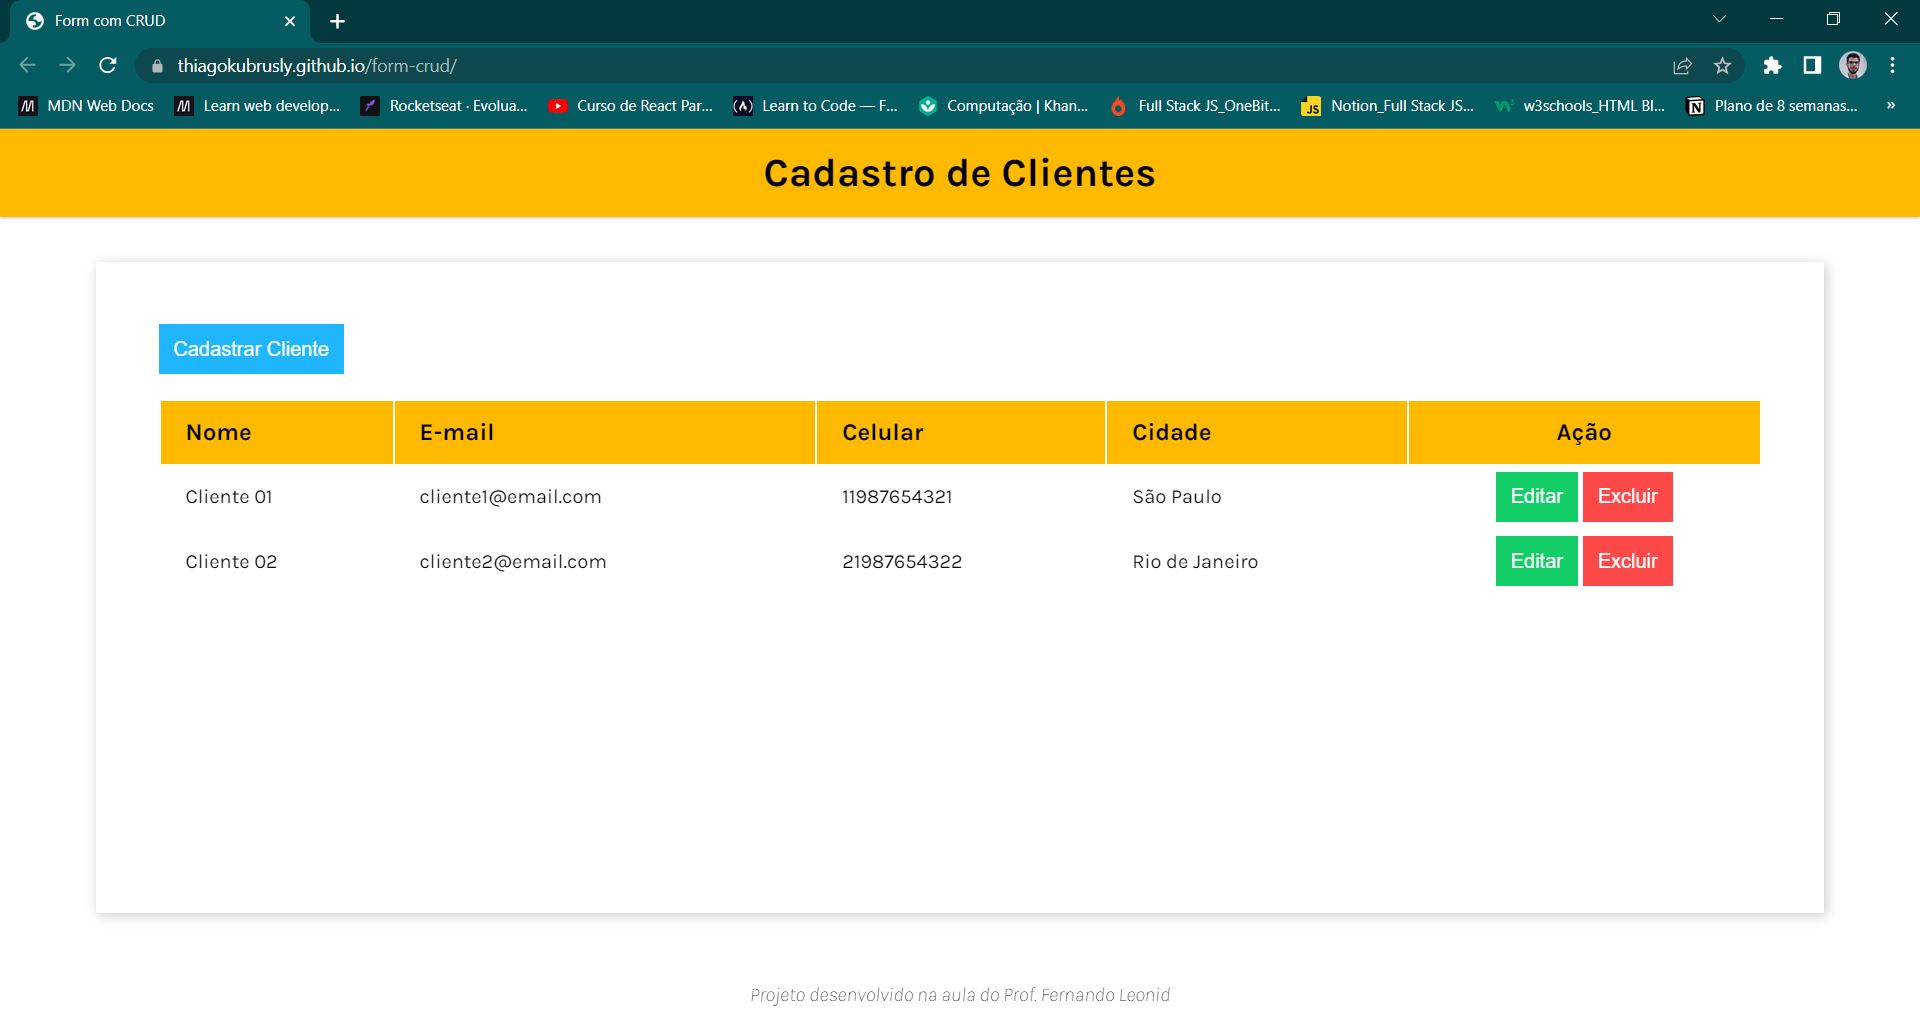 Form com CRUD
thiagokubrusly.github.io/form-crud/
MDN Web Docs Learn web develop... Rocketseat · Evolua... Curso de React Par... Learn to Code — F... Computação | Khan... Full Stack JS_OneBit... JS Notion_Full Stack JS... w3schools_HTML Bl... Plano de 8 semanas... »
Cadastro de Clientes
Cadastrar Cliente
Nome E-mail Celular Cidade Ação
Cliente 01 cliente1@email.com 11987654321 São Paulo Editar Excluir
Cliente 02 cliente2@email.com 21987654322 Rio de Janeiro Editar Excluir
Projeto desenvolvido na aula do Prof. Fernando Leonid